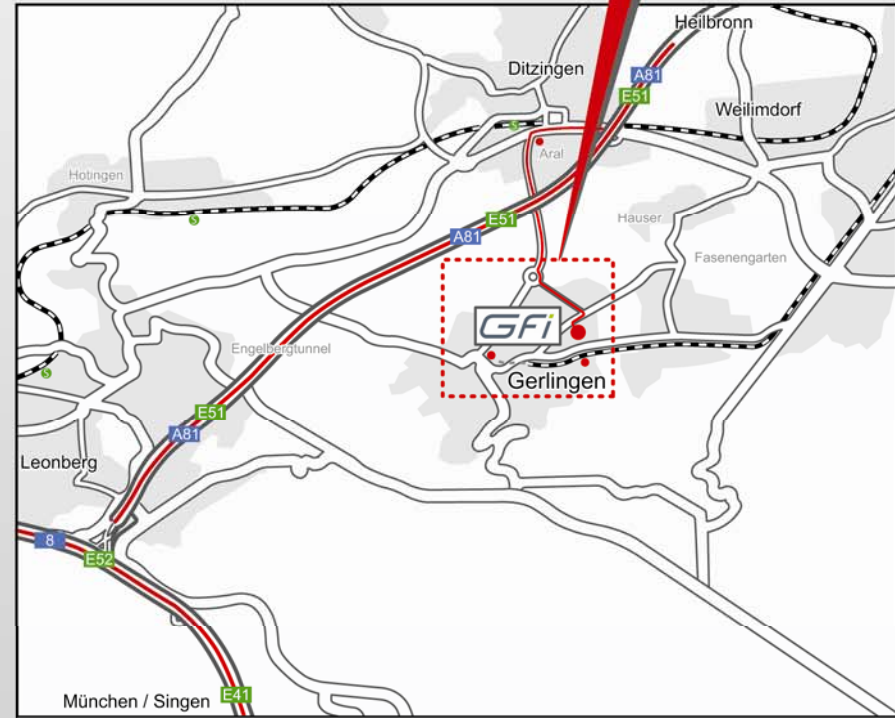 Heilbronn
Ditzingen
A81
E51
Weilimdorf
Aral
Hotingen
S
S
E51
Hauser
A81
Fasenengarten
GFi
Engelbergtunnel
S
Gerlingen
E51
A81
Leonberg
8
E52
München / Singen
E41